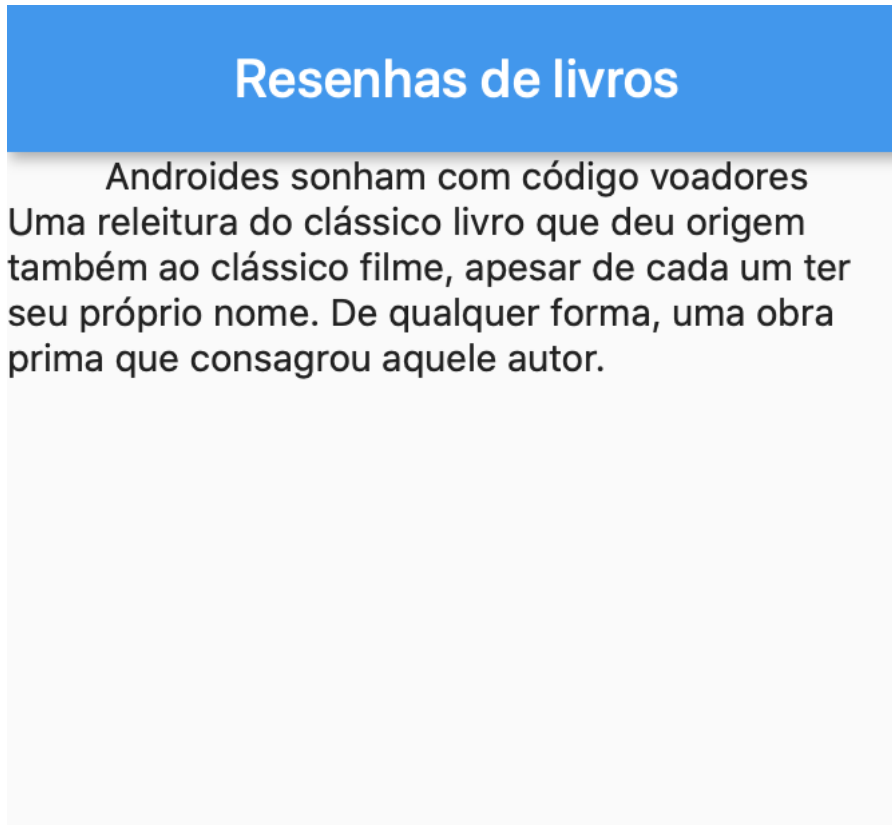 Resenhas de livros
Androides sonham com código voadores
Uma releitura do clássico livro que deu origem
também ao clássico filme, apesar de cada um ter
seu próprio nome. De qualquer forma, uma obra
prima que consagrou aquele autor.